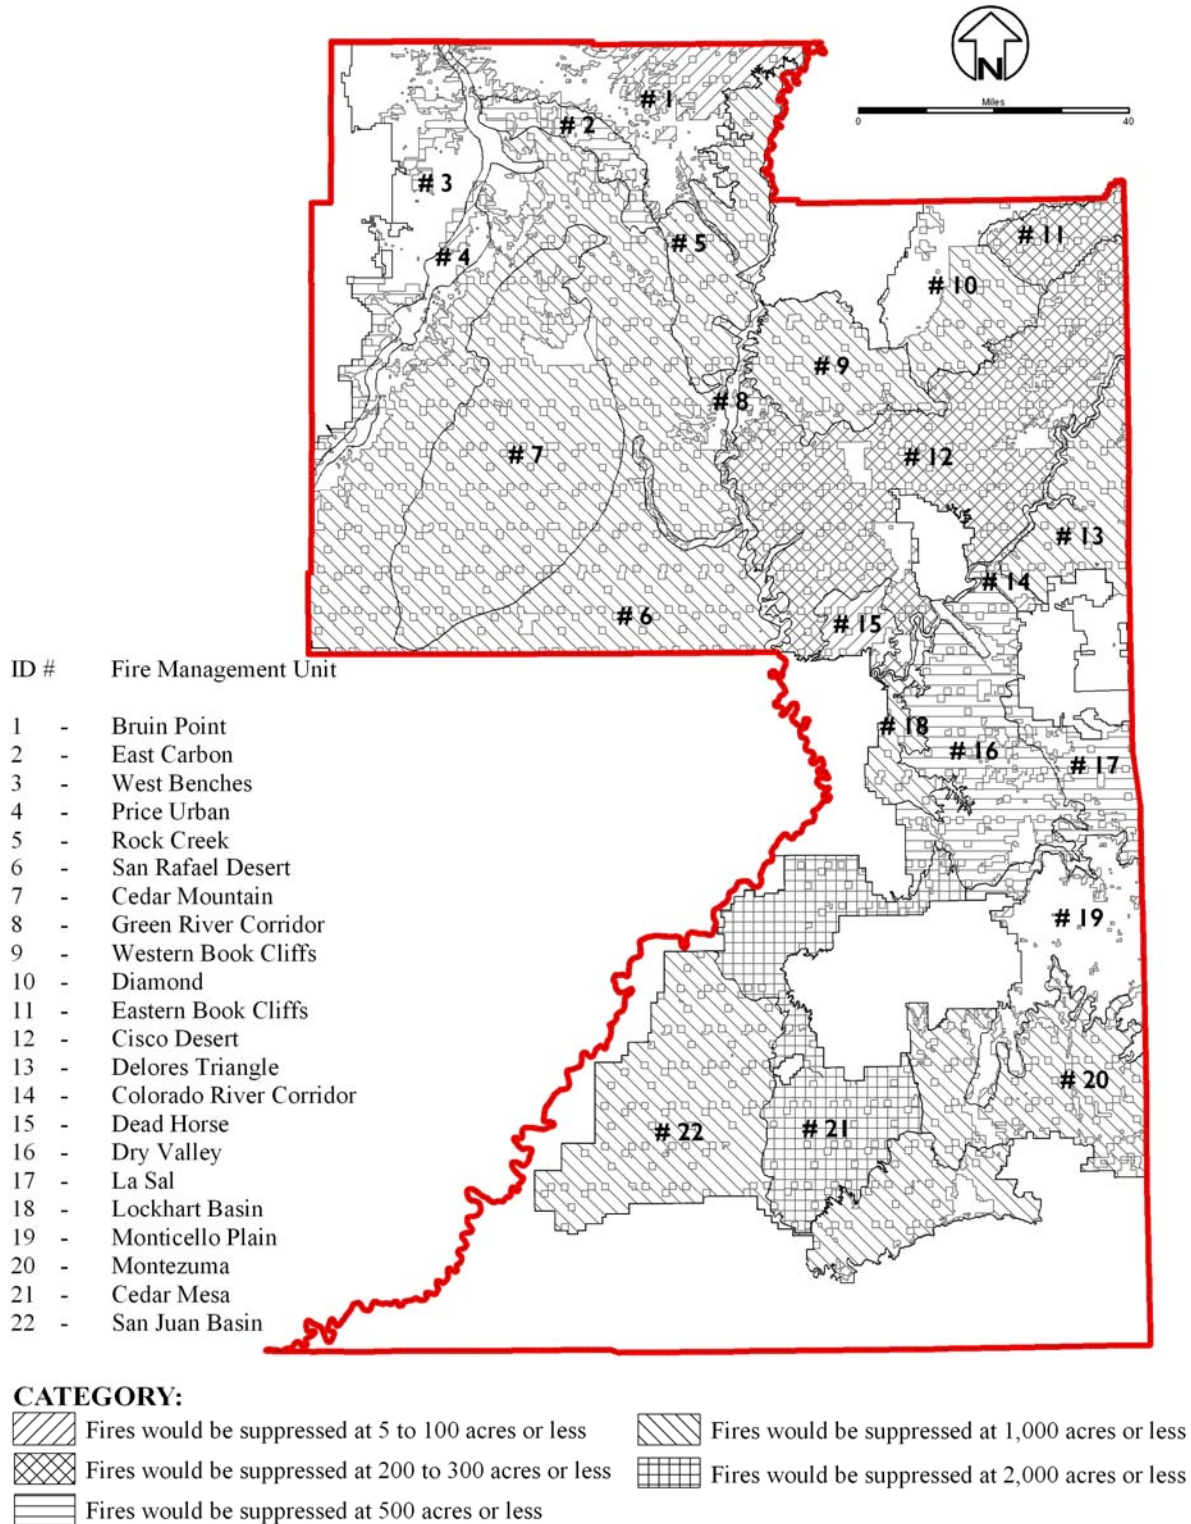 N
Miles
0 40
# 1
# 2
# 3
# 4
# 5
# 11
# 10
# 9
# 8
# 7
# 12
# 13
# 14
# 6
# 15
# 18
# 16
# 17
# 19
# 20
# 21
# 22
ID # Fire Management Unit
1 - Bruin Point
2 - East Carbon
3 - West Benches
4 - Price Urban
5 - Rock Creek
6 - San Rafael Desert
7 - Cedar Mountain
8 - Green River Corridor
9 - Western Book Cliffs
10 - Diamond
11 - Eastern Book Cliffs
12 - Cisco Desert
13 - Delores Triangle
14 - Colorado River Corridor
15 - Dead Horse
16 - Dry Valley
17 - La Sal
18 - Lockhart Basin
19 - Monticello Plain
20 - Montezuma
21 - Cedar Mesa
22 - San Juan Basin
CATEGORY:
Fires would be suppressed at 5 to 100 acres or less
Fires would be suppressed at 200 to 300 acres or less
Fires would be suppressed at 500 acres or less
Fires would be suppressed at 1,000 acres or less
Fires would be suppressed at 2,000 acres or less